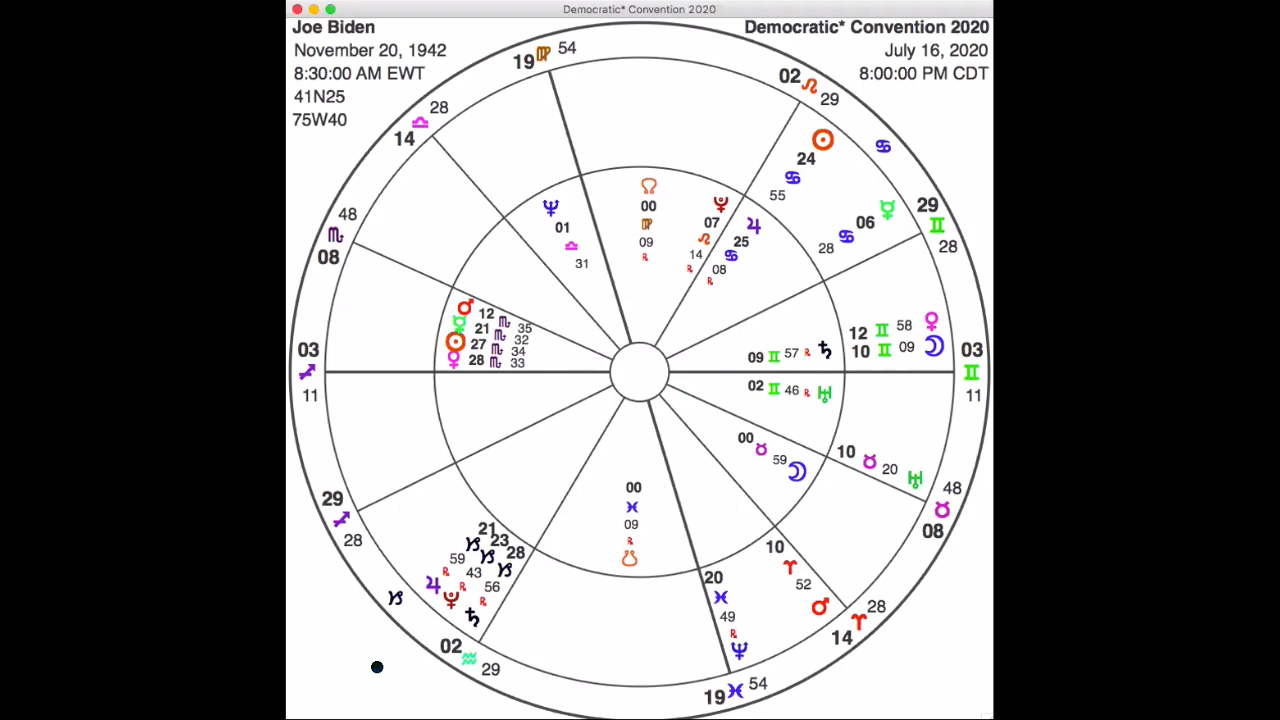 Democratic* Convention 2020
Joe Biden
November 20, 1942
8:30:00 AM EWT
41N25
75W40
Democratic* Convention 2020
July 16, 2020
8:00:00 PM CDT
19 ♍ 54
02 ♌ 29
14 ♎ 28
☉ 24 ♋ 55
♋
☿ 06 ♋ 28
29 ♊ 28
08 ♏ 48
♆ 01 ♎ 31
☊ 00 ♍ 09 ℞
♇ 07 ♌ 14 ℞
♃ 25 ♋ 08 ℞
♂ 12 ♏ 35
☿ 21 ♏ 32
☉ 27 ♏ 34
♀ 28 ♏ 33
12 ♊ 58 ♀
10 ♊ 09 ☽
09 ♊ 57 ℞ ♄
03 ♐ 11
03 ♊ 11
02 ♊ 46 ℞ ♅
00 ♉ 59 ☽
10 ♉ 20 ♅
08 ♉ 48
00 ♓ 09 ℞ ☋
29 ♐ 28
21 ♑ 59 ℞ ♃
23 ♑ 43 ℞ ♇
28 ♑ 56 ℞ ♄
♑
10 ♈ 52 ♂
14 ♈ 28
20 ♓ 49 ℞ ♆
02 ♒ 29
19 ♓ 54